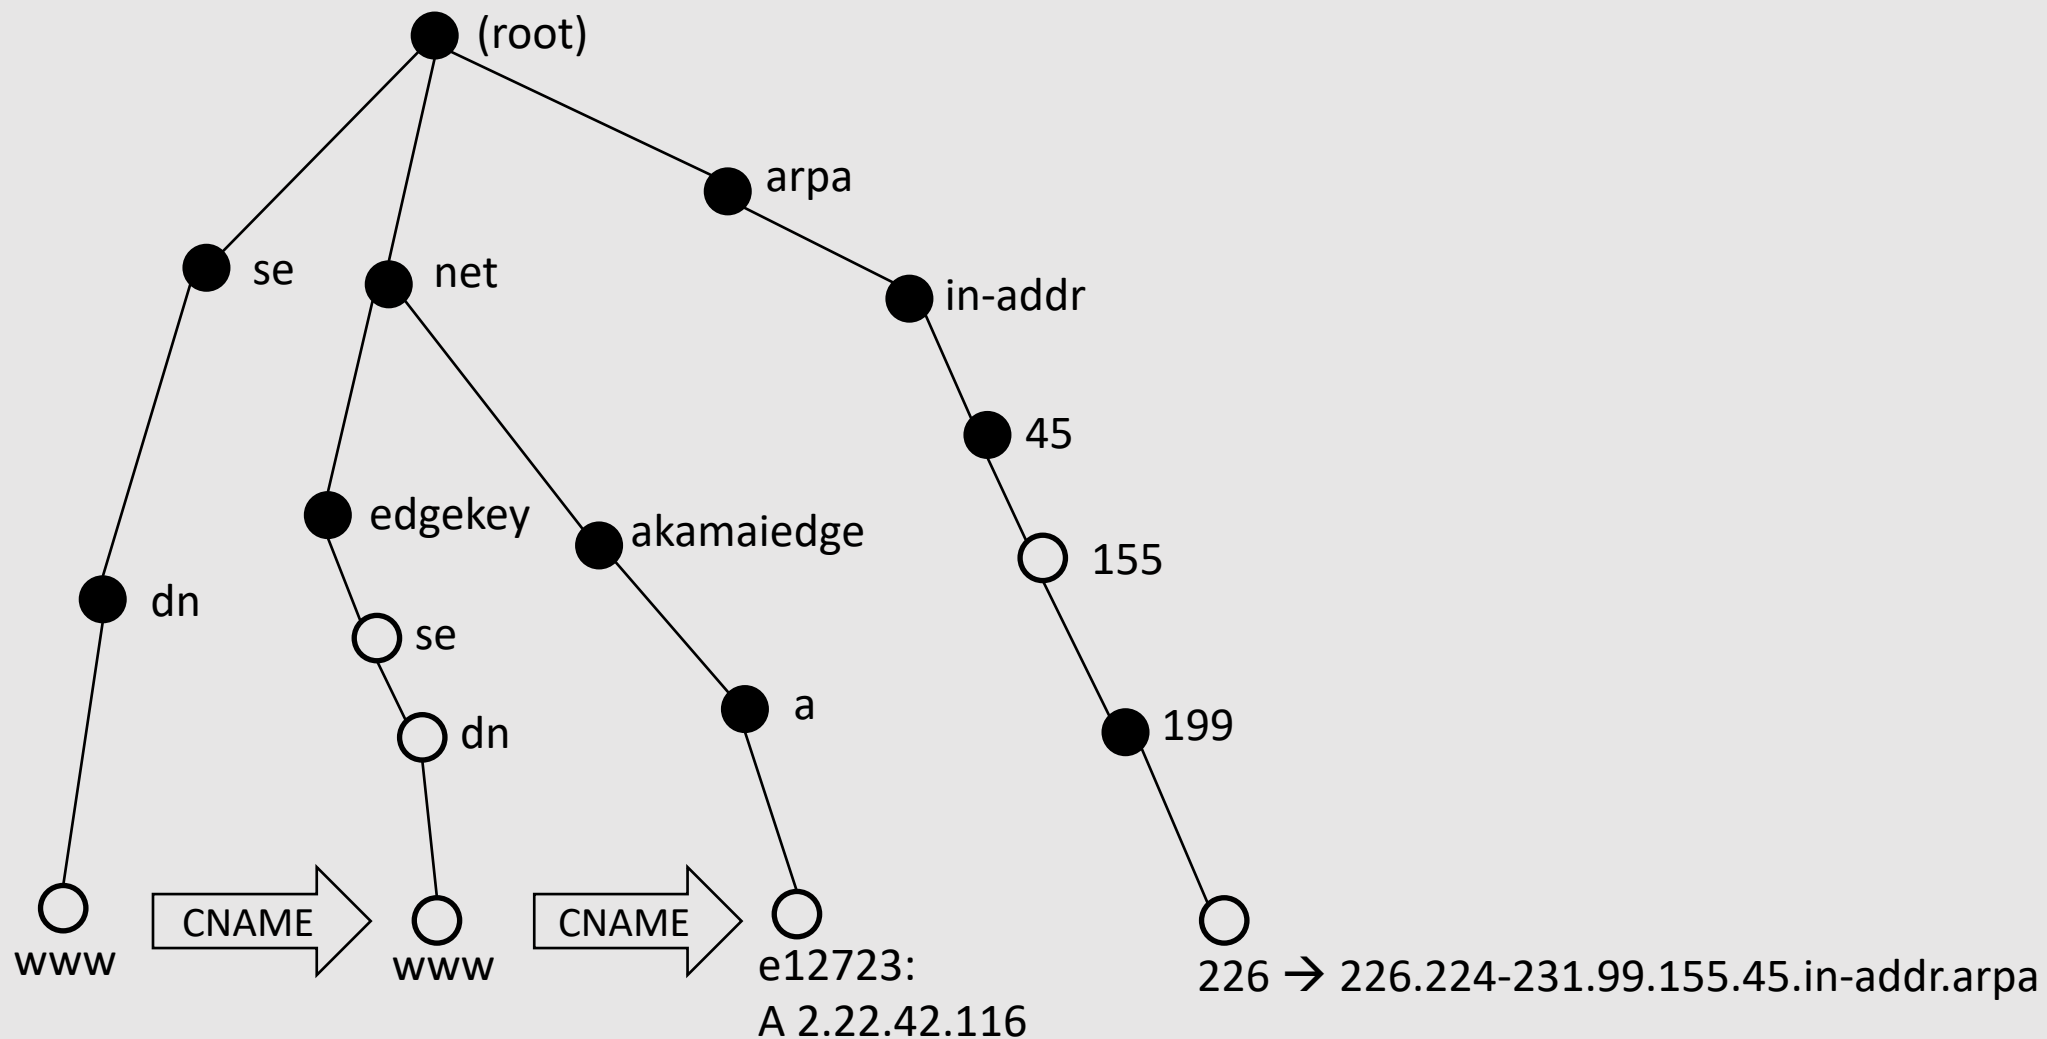 (root)
arpa
se
net
in-addr
45
edgekey
akamaiedge
155
dn
se
a
199
dn
CNAME
CNAME
www
www
e12723:
A 2.22.42.116
226 → 226.224-231.99.155.45.in-addr.arpa